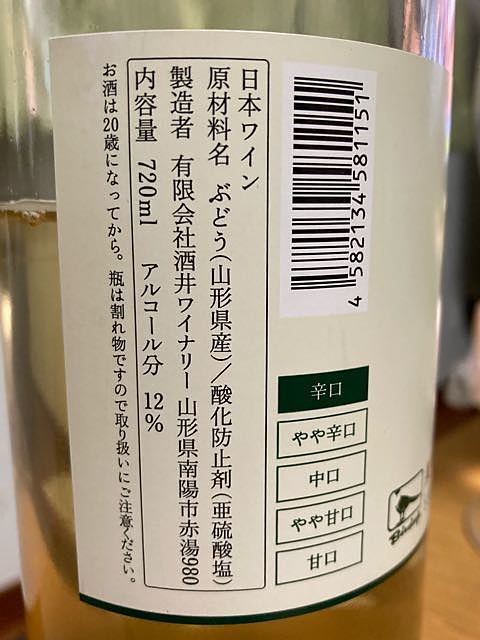 日本ワイン
原材料名 ぶどう(山形県産)／酸化防止剤(亜硫酸塩)
製造者 有限会社酒井ワイナリー 山形県南陽市赤湯980
内容量 720ml アルコール分 12%
お酒は20歳になってから。瓶は割れ物ですので取り扱いにご注意ください。
4 582134 581151
辛口
やや辛口
中口
やや甘口
甘口